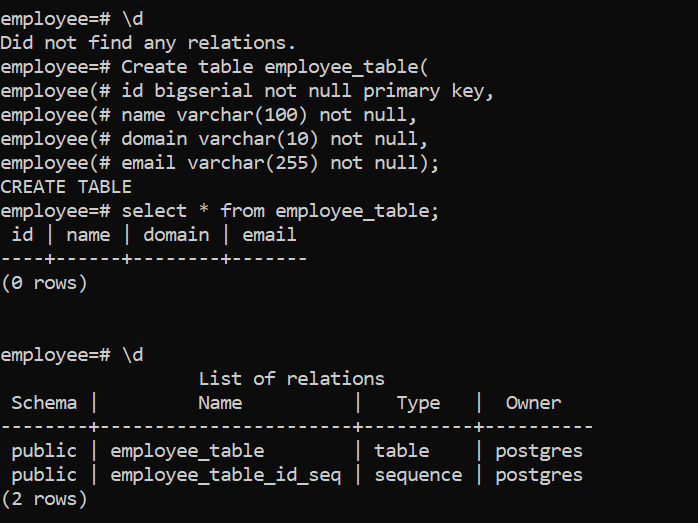 employee=# \d
Did not find any relations.
employee=# Create table employee_table(
employee(# id bigserial not null primary key,
employee(# name varchar(100) not null,
employee(# domain varchar(10) not null,
employee(# email varchar(255) not null);
CREATE TABLE
employee=# select * from employee_table;
 id | name | domain | email
----+------+--------+-------
(0 rows)


employee=# \d
                  List of relations
 Schema |         Name          |   Type   |  Owner
--------+-----------------------+----------+----------
 public | employee_table        | table    | postgres
 public | employee_table_id_seq | sequence | postgres
(2 rows)